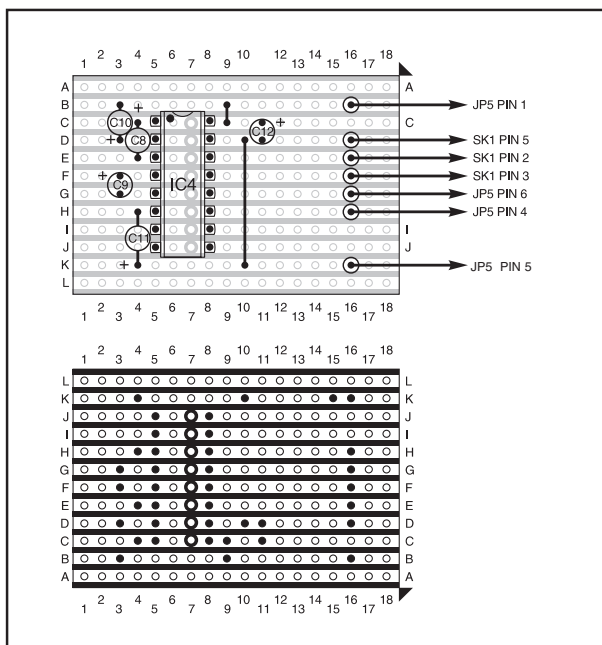 1 2 3 4 5 6 7 8 9 10 11 12 13 14 15 16 17 18
A A
B JP5 PIN 1
C C10 + C12 + C
D + C8 SK1 PIN 5
E SK1 PIN 2
F + C9 IC4 SK1 PIN 3
G JP5 PIN 6
H JP5 PIN 4
I C11 I
J J
K + JP5 PIN 5
L
1 2 3 4 5 6 7 8 9 10 11 12 13 14 15 16 17 18
1 2 3 4 5 6 7 8 9 10 11 12 13 14 15 16 17 18
L L
K K
J J
I I
H H
G G
F F
E E
D D
C C
B B
A A
1 2 3 4 5 6 7 8 9 10 11 12 13 14 15 16 17 18